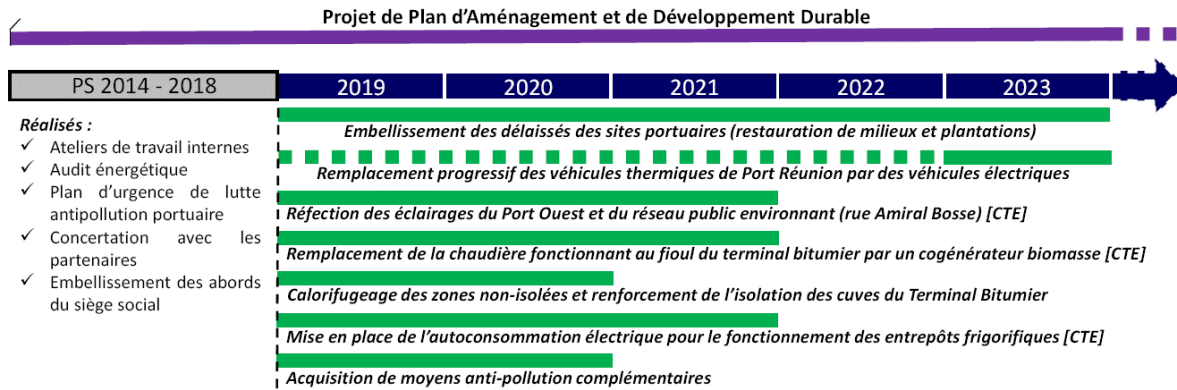 Projet de Plan d'Aménagement et de Développement Durable
PS 2014 - 2018
2019
2020
2021
2022
2023
Réalisés :
✓ Ateliers de travail internes
✓ Audit énergétique
✓ Plan d'urgence de lutte
antipollution portuaire
✓ Concertation avec les
partenaires
✓ Embellissement des abords
du siège social
Embellissement des délaissés des sites portuaires (restauration de milieux et plantations)
Remplacement progressif des véhicules thermiques de Port Réunion par des véhicules électriques
Réfection des éclairages du Port Ouest et du réseau public environnant (rue Amiral Bosse) [CTE]
Remplacement de la chaudière fonctionnant au fioul du terminal bitumier par un cogénérateur biomasse [CTE]
Calorifugeage des zones non-isolées et renforcement de l'isolation des cuves du Terminal Bitumier
Mise en place de l'autoconsommation électrique pour le fonctionnement des entrepôts frigorifiques [CTE]
Acquisition de moyens anti-pollution complémentaires